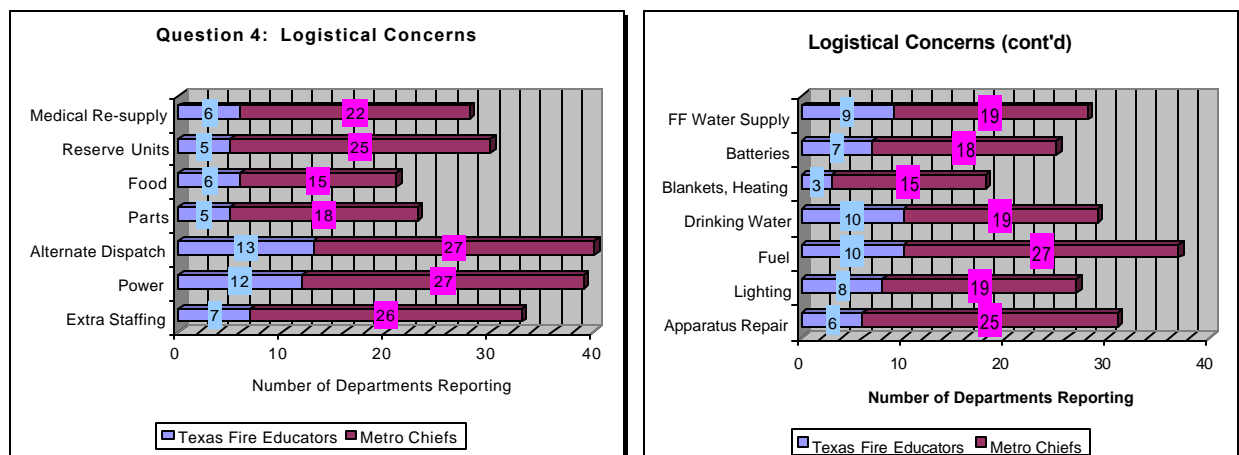 Question 4: Logistical Concerns
Medical Re-supply 6 22
Reserve Units 5 25
Food 6 15
Parts 5 18
Alternate Dispatch 13 27
Power 12 27
Extra Staffing 7 26
0 10 20 30 40
Number of Departments Reporting
Texas Fire Educators Metro Chiefs
Logistical Concerns (cont'd)
FF Water Supply 9 19
Batteries 7 18
Blankets, Heating 3 15
Drinking Water 10 19
Fuel 10 27
Lighting 8 19
Apparatus Repair 6 25
0 10 20 30 40
Number of Departments Reporting
Texas Fire Educators Metro Chiefs